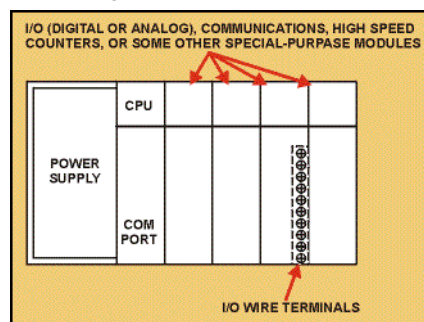 I/O (DIGITAL OR ANALOG), COMMUNICATIONS, HIGH SPEED
COUNTERS, OR SOME OTHER SPECIAL-PURPASE MODULES
CPU
POWER
SUPPLY
COM
PORT
I/O WIRE TERMINALS